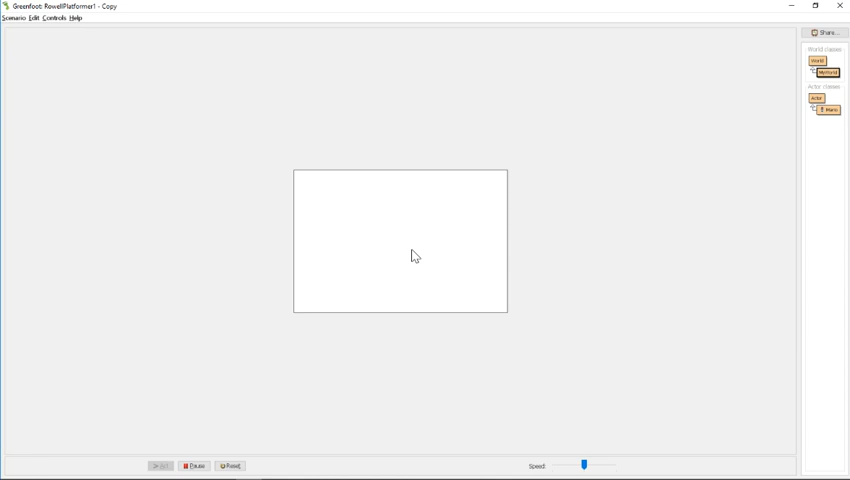 Greenfoot: RowellPlatformer1 - Copy
Scenario Edit Controls Help
Share...
World classes
World
MyWorld
Actor classes
Actor
Mario
Act
Pause
Reset
Speed: